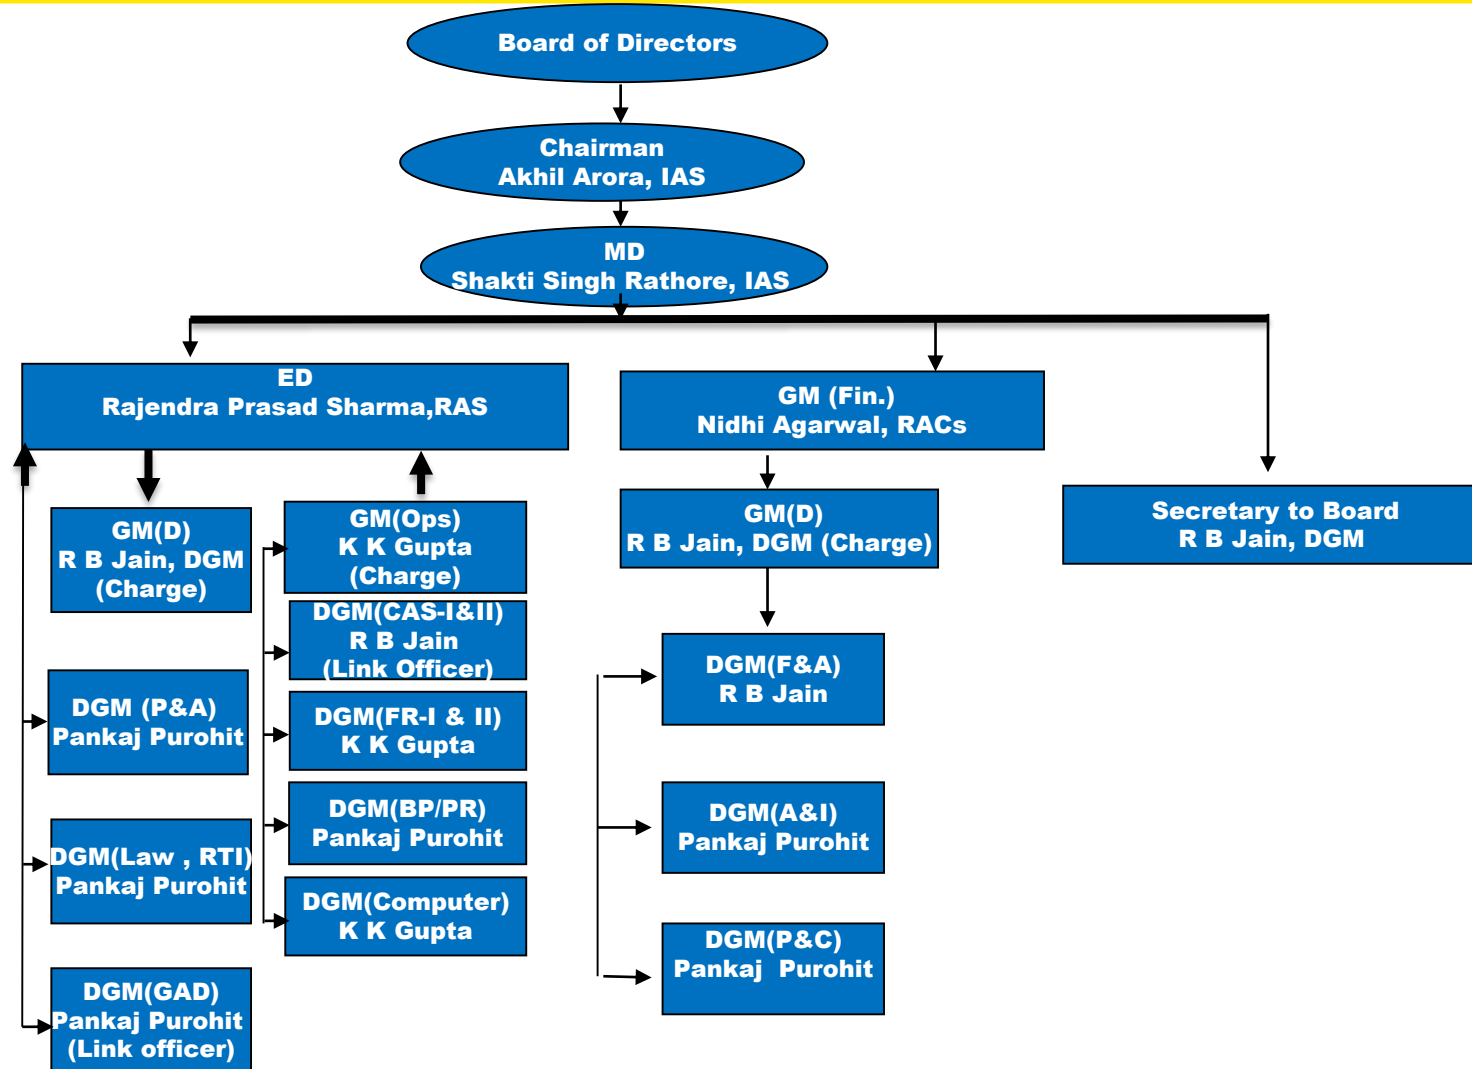 Board of Directors
Chairman
Akhil Arora, IAS
MD
Shakti Singh Rathore, IAS
ED
Rajendra Prasad Sharma,RAS
GM (Fin.)
Nidhi Agarwal, RACs
Secretary to Board
R B Jain, DGM
GM(D)
R B Jain, DGM
(Charge)
DGM (P&A)
Pankaj Purohit
DGM(Law , RTI)
Pankaj Purohit
DGM(GAD)
Pankaj Purohit
(Link officer)
GM(Ops)
K K Gupta
(Charge)
DGM(CAS-I&II)
R B Jain
(Link Officer)
DGM(FR-I & II)
K K Gupta
DGM(BP/PR)
Pankaj Purohit
DGM(Computer)
K K Gupta
GM(D)
R B Jain, DGM (Charge)
DGM(F&A)
R B Jain
DGM(A&I)
Pankaj Purohit
DGM(P&C)
Pankaj  Purohit